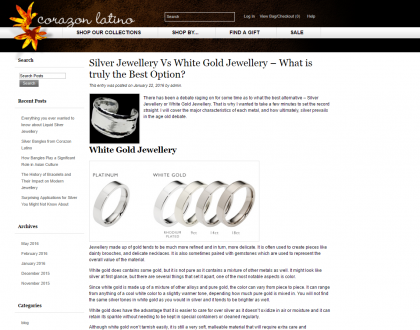 corazon latino
Search
Log In View Bag/Checkout (0) Help
SHOP OUR COLLECTIONS SHOP BY... FIND A GIFT SALE
Search
Search Posts
Search
Recent Posts
Everything you ever wanted to
know about Liquid Silver
Jewellery
Silver Bangles from Corazon
Latino
How Bangles Play a Significant
Role in Asian Culture
The History of Bracelets and
Their Impact on Modern
Jewellery
Surprising Applications for Silver
You Might Not Know About
Archives
May 2016
February 2016
January 2016
December 2015
November 2015
Categories
blog
Silver Jewellery Vs White Gold Jewellery – What is
truly the Best Option?
This entry was posted on January 22, 2016 by admin.
There has been a debate raging on for some time as to what the best alternative – Silver
Jewellery or White Gold Jewellery. That is why I wanted to take a few minutes to set the record
straight. I will cover the major characteristics of each metal, and how ultimately, silver prevails
in the age old debate.
White Gold Jewellery
PLATINUM WHITE GOLD
Jewellery made up of gold tends to be much more refined and in turn, more delicate. It is often used to create pieces like
dainty brooches, and delicate necklaces. It is also sometimes paired with gemstones which are used to represent the
overall value of the material.
White gold does contains some gold, but it is not pure as it contains a mixture of other metals as well. It might look like
silver at first glance, but there are several things that set it apart, one of the most notable aspects is color.
Since white gold is made up of a mixture of other alloys and pure gold, the color can vary from piece to piece. It can range
from anything of a cool white color to a slightly warmer tone, depending how much pure gold is mixed in. You will not find
the same silver tones in white gold as you would in silver and it tends to be brighter as well.
White gold does have the advantage that it is easier to care for over silver as it doesn't oxidize in air or moisture and it can
retain its sparkle without needing to be kept in special containers or cleaned regularly.
Although white gold won't tarnish easily, it is still a very soft, malleable material that will require extra care and